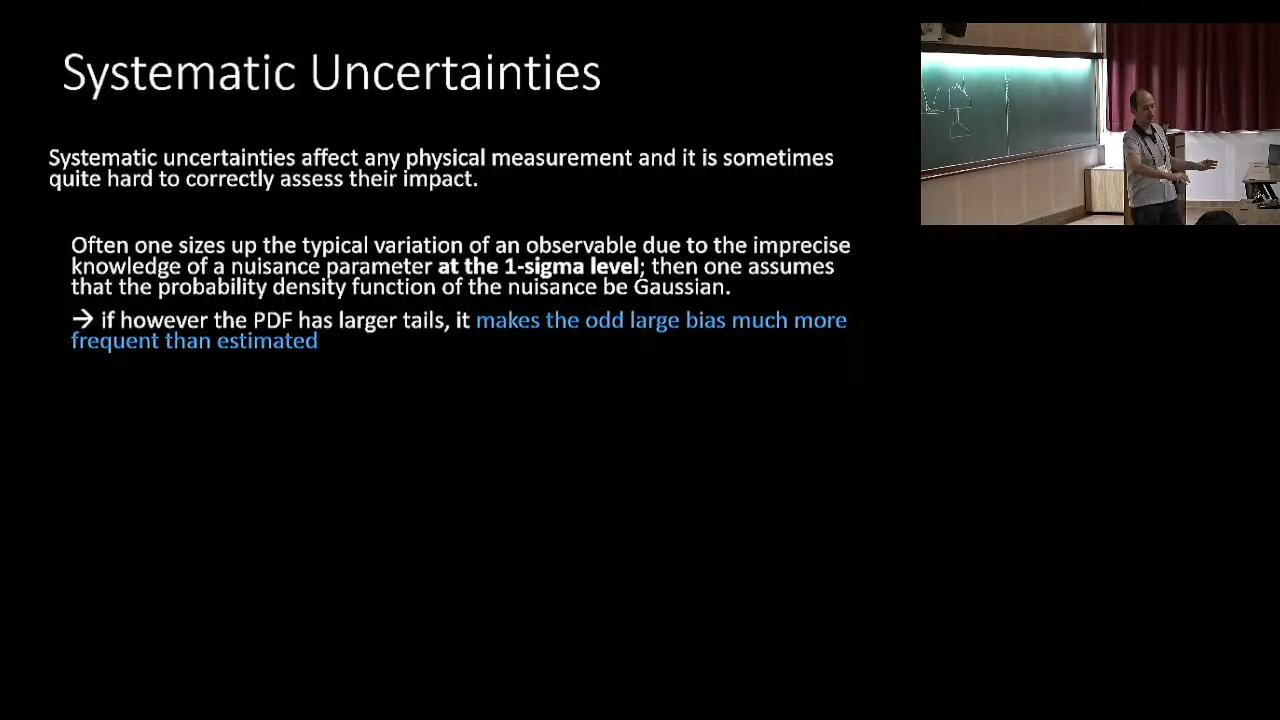 Systematic Uncertainties
Systematic uncertainties affect any physical measurement and it is sometimes
quite hard to correctly assess their impact.
Often one sizes up the typical variation of an observable due to the imprecise
knowledge of a nuisance parameter at the 1-sigma level; then one assumes
that the probability density function of the nuisance be Gaussian.
→ if however the PDF has larger tails, it makes the odd large bias much more
frequent than estimated